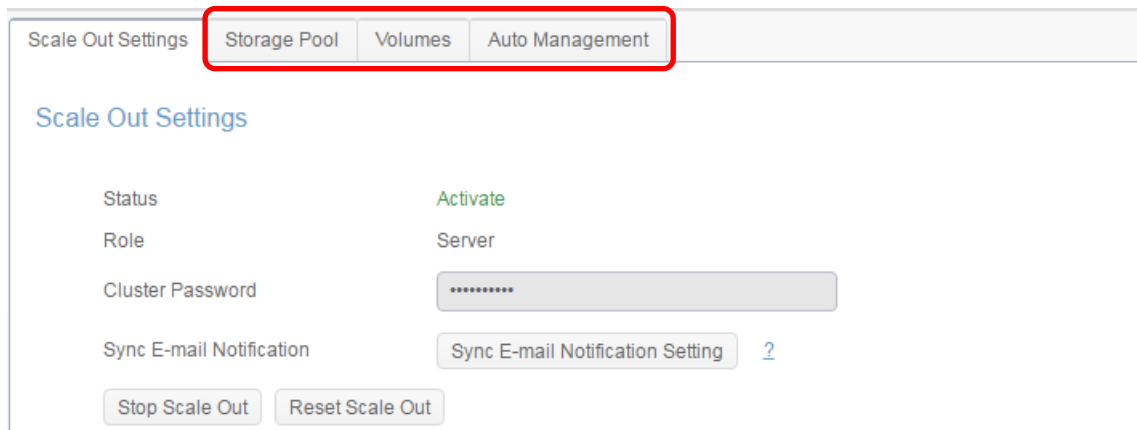 Scale Out Settings Storage Pool Volumes Auto Management
Scale Out Settings
Status Activate
Role Server
Cluster Password ••••••••••
Sync E-mail Notification Sync E-mail Notification Setting ?
Stop Scale Out Reset Scale Out